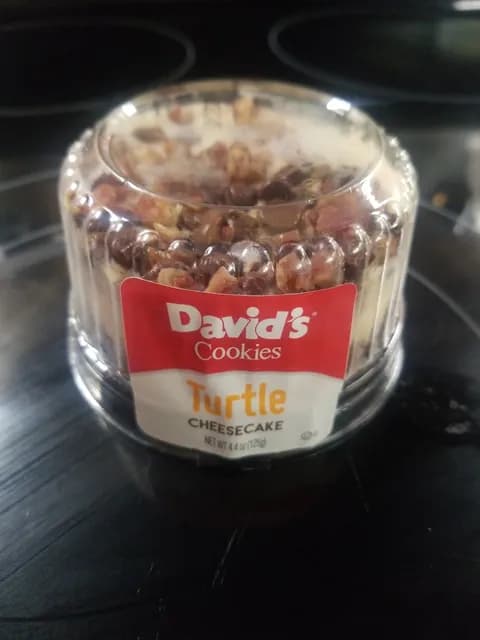 David's
Cookies
Turtle
CHEESECAKE
NET WT 4.4 oz (125g)